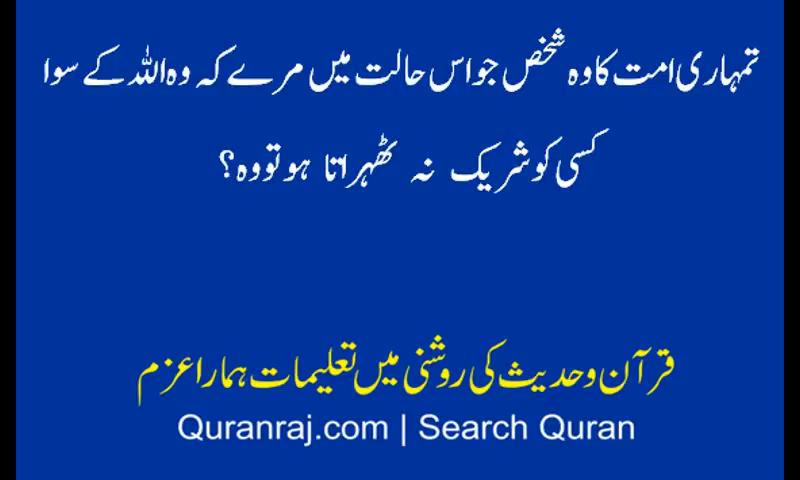 تمہاری امت کا وہ شخص جو اس حالت میں مرے کہ وہ اللہ کے سوا
کسی کو شریک نہ ٹھہراتا ہو تو وہ؟
قرآن و حدیث کی روشنی میں تعلیمات ہمارا عزم
Quranraj.com | Search Quran